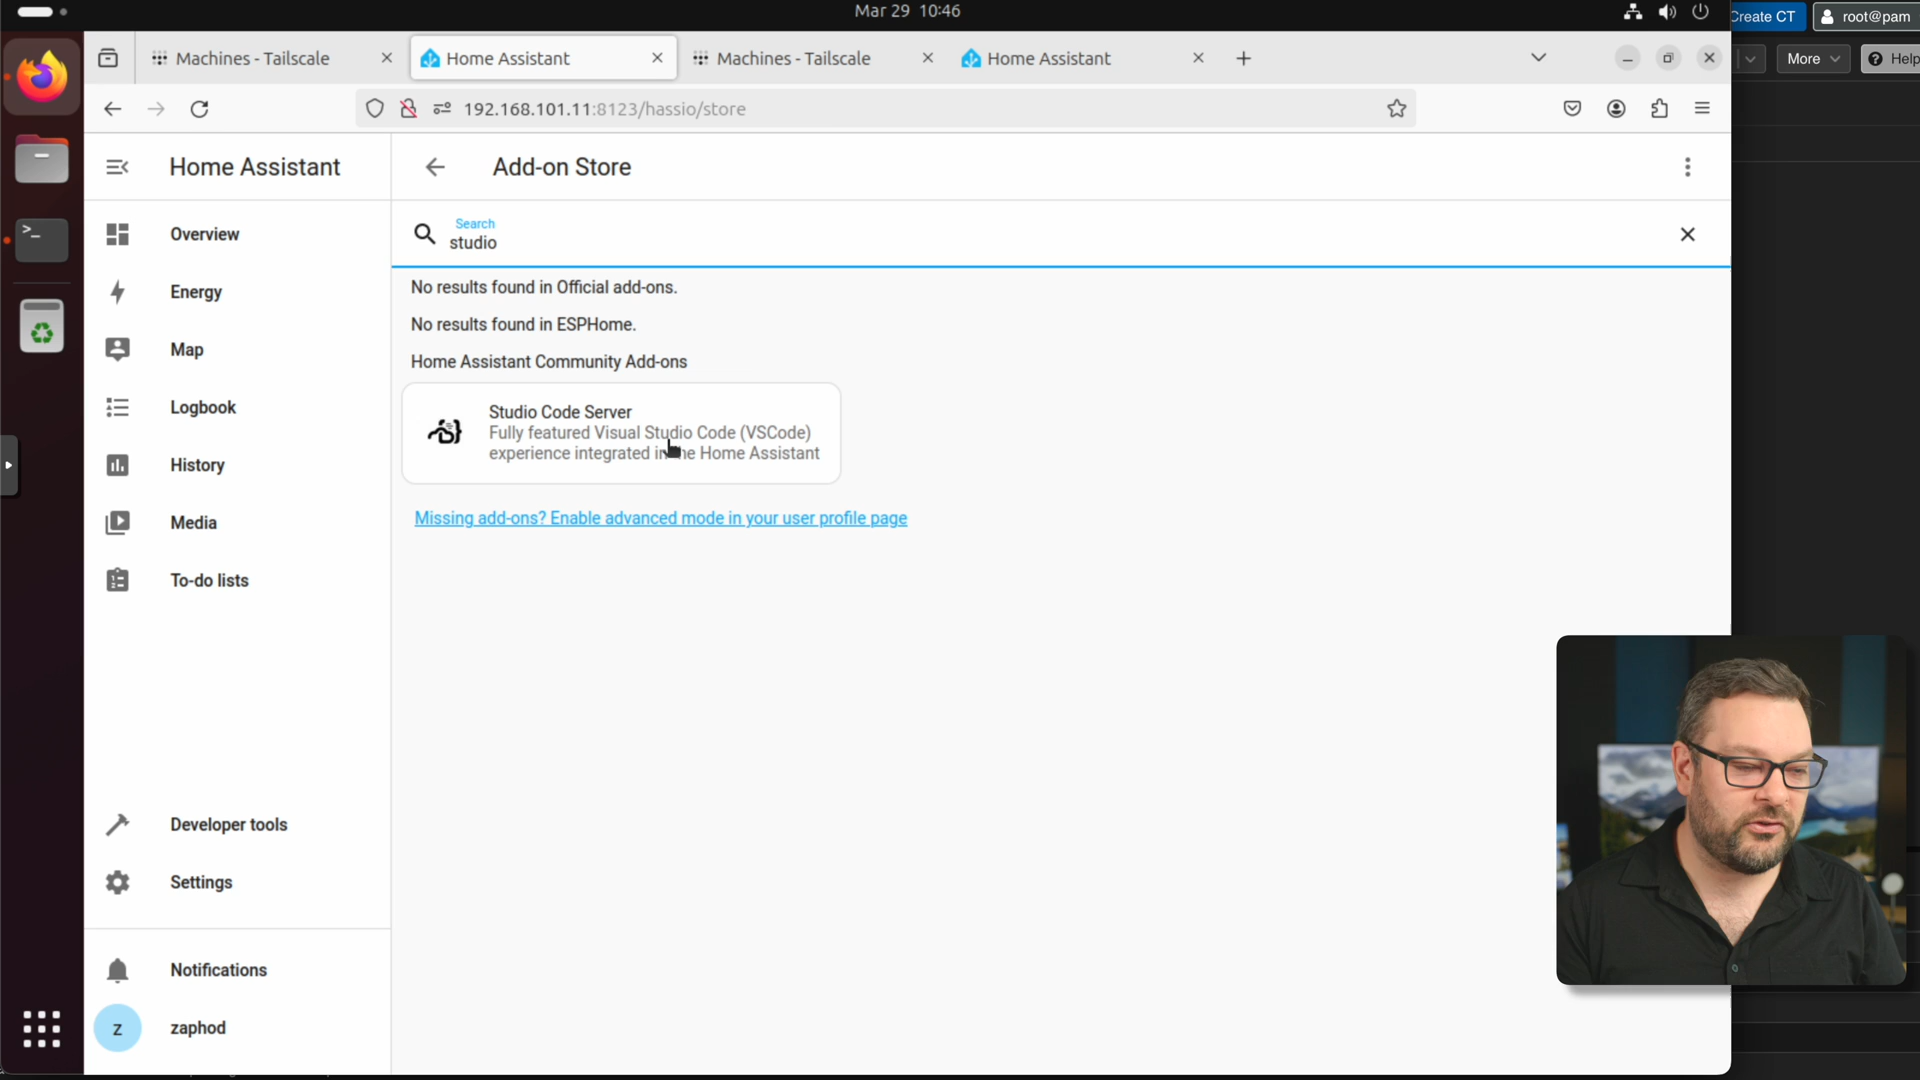 Mar 29 10:46
Create CT
root@pam
Machines - Tailscale
Home Assistant
Machines - Tailscale
Home Assistant
More
Help
192.168.101.11:8123/hassio/store
Home Assistant
Add-on Store
Search
studio
Overview
Energy
Map
Logbook
History
Media
To-do lists
Developer tools
Settings
Notifications
z
zaphod
No results found in Official add-ons.
No results found in ESPHome.
Home Assistant Community Add-ons
Studio Code Server
Fully featured Visual Studio Code (VSCode)
experience integrated in the Home Assistant
Missing add-ons? Enable advanced mode in your user profile page